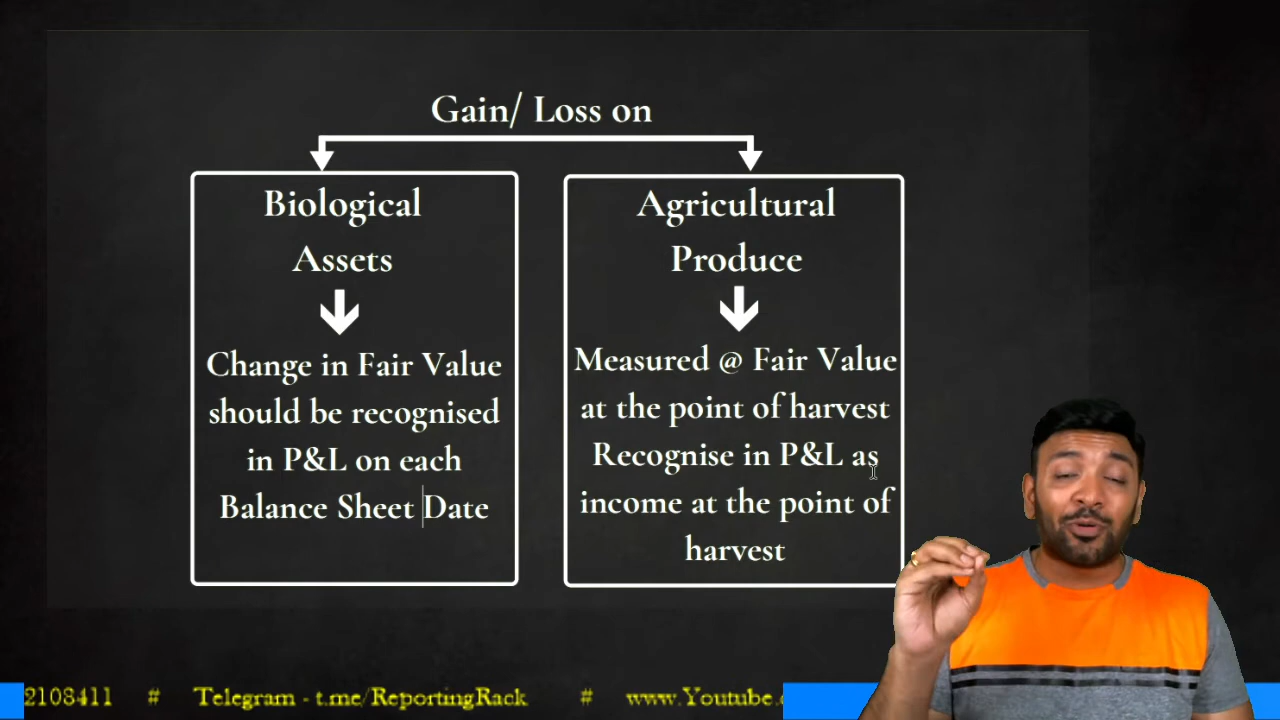 Gain/ Loss on
Biological
Assets
Change in Fair Value
should be recognised
in P&L on each
Balance Sheet Date
Agricultural
Produce
Measured @ Fair Value
at the point of harvest
Recognise in P&L as
income at the point of
harvest
2108411 # Telegram - t.me/ReportingRack # www.Youtube.